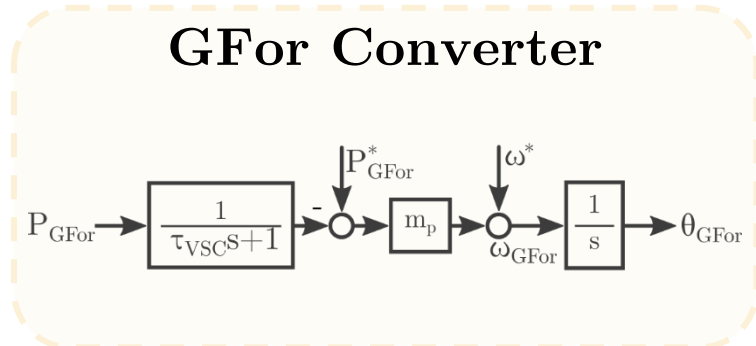 GFor Converter
P*GFor
ω*
PGFor
1
τVSCs+1
-
mp
ωGFor
1
s
θGFor